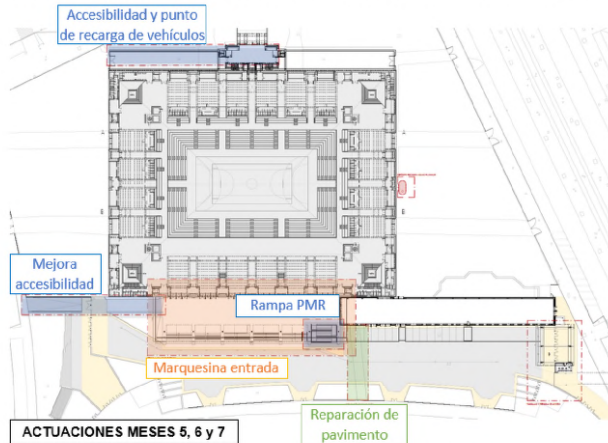 Accesibilidad y punto
de recarga de vehículos
Mejora
accesibilidad
Rampa PMR
Marquesina entrada
Reparación de
pavimento
ACTUACIONES MESES 5, 6 y 7